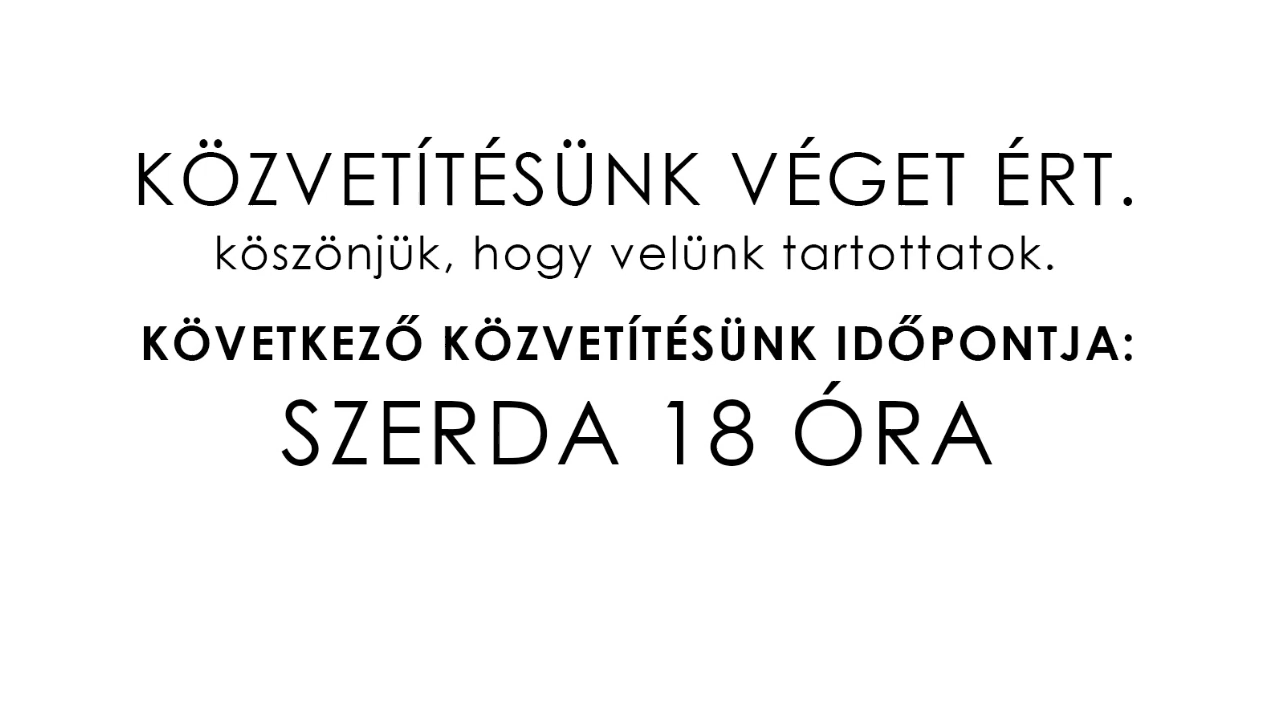 KÖZVETÍTÉSÜNK VÉGET ÉRT.
köszönjük, hogy velünk tartottatok.
KÖVETKEZŐ KÖZVETÍTÉSÜNK IDŐPONTJA:
SZERDA 18 ÓRA